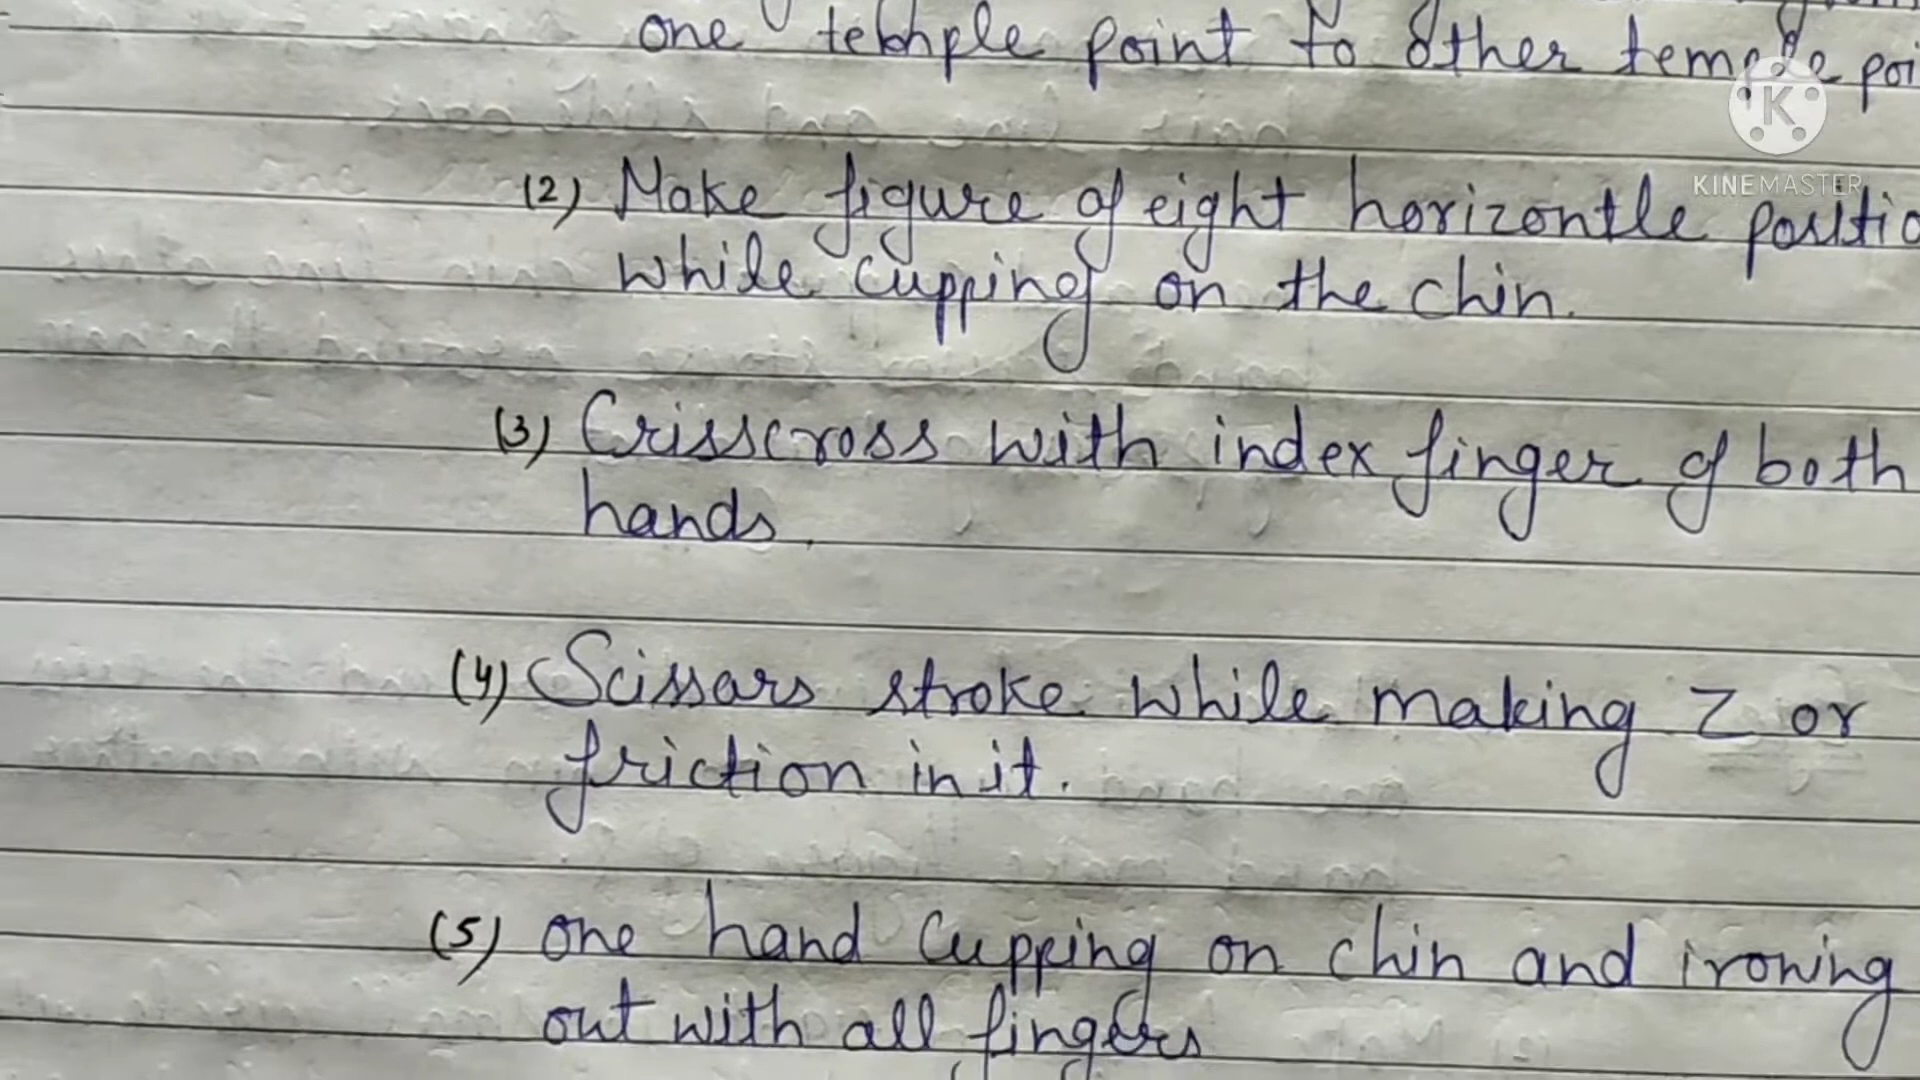 one temple point to other temple poi
K
KINEMASTER
(2) Make figure of eight horizontle positio
while cupping on the chin.
(3) Crisscross with index finger of both
hands.
(4) Scissars stroke while making Z or
friction in it.
(5) one hand cupping on chin and ironing
out with all fingers